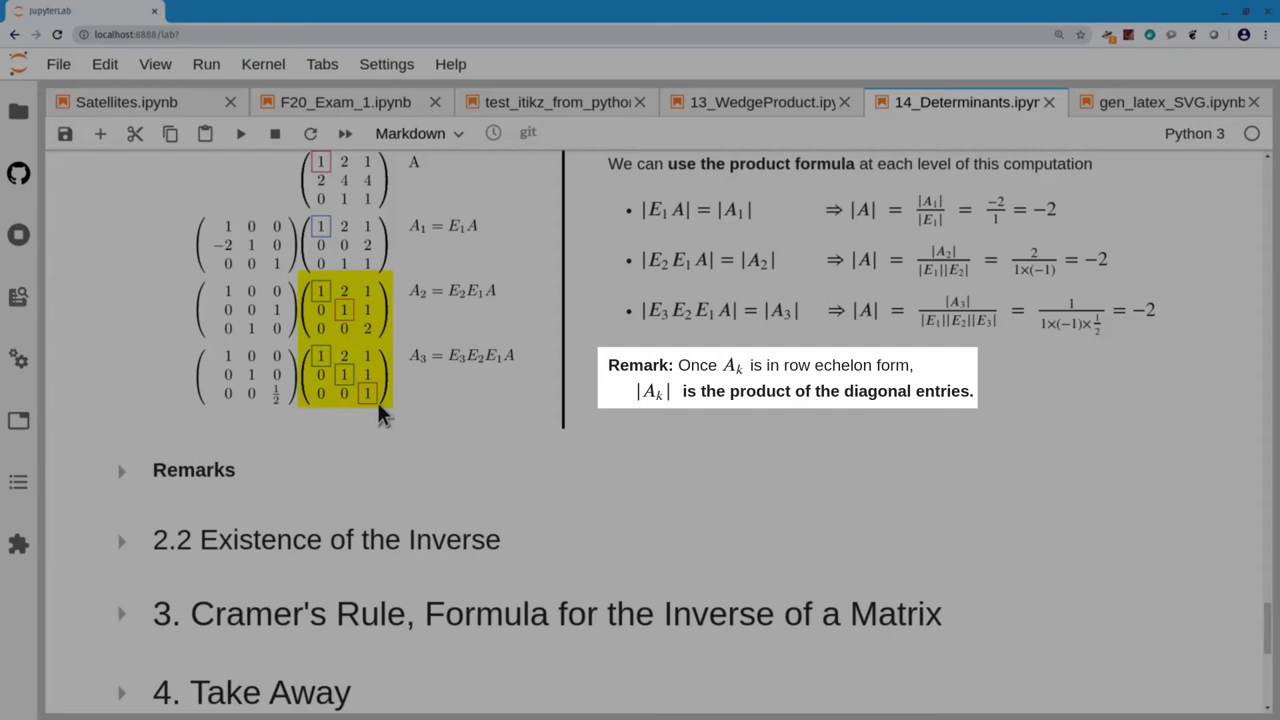 JupyterLab
localhost:8888/lab?
File Edit View Run Kernel Tabs Settings Help
Satellites.ipynb F20_Exam_1.ipynb test_itikz_from_pytho 13_WedgeProduct.ipy 14_Determinants.ipyn gen_latex_SVG.ipynb
Markdown git Python 3
1 2 1 A
2 4 4
0 1 1
1 0 0 1 2 1 A₁ = E₁A
−2 1 0 0 0 2
0 0 1 0 1 1
1 0 0 1 2 1 A₂ = E₂E₁A
0 0 1 0 1 1
0 1 0 0 0 2
1 0 0 1 2 1 A₃ = E₃E₂E₁A
0 1 0 0 1 1
0 0 1/2 0 0 1
We can use the product formula at each level of this computation
• |E₁ A| = |A₁| ⇒ |A| = |A₁|/|E₁| = −2/1 = −2
• |E₂ E₁ A| = |A₂| ⇒ |A| = |A₂|/|E₁||E₂| = 2/1×(−1) = −2
• |E₃ E₂ E₁ A| = |A₃| ⇒ |A| = |A₃|/|E₁||E₂||E₃| = 1/1×(−1)×1/2 = −2
Remark: Once Aₖ is in row echelon form,
|Aₖ| is the product of the diagonal entries.
Remarks
2.2 Existence of the Inverse
3. Cramer's Rule, Formula for the Inverse of a Matrix
4. Take Away